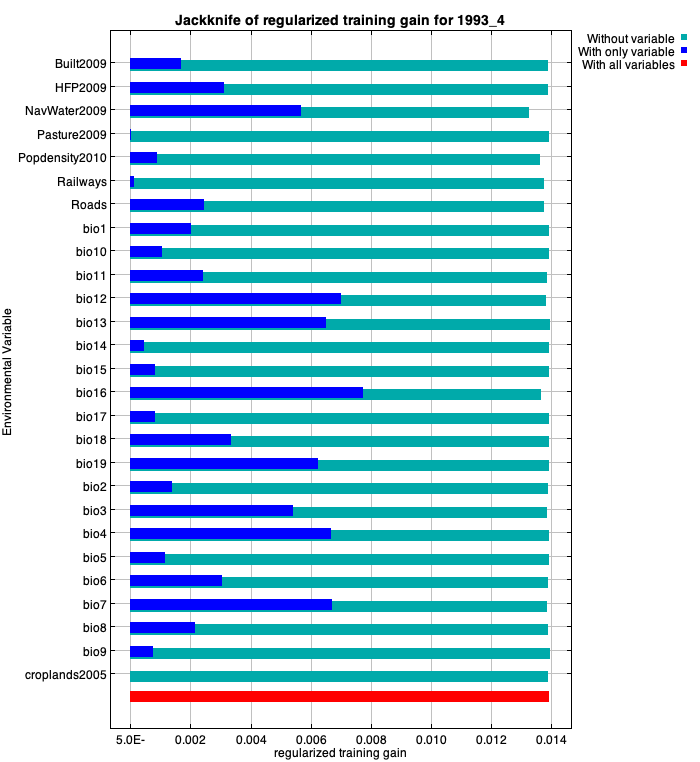 Jackknife of regularized training gain for 1993_4
Without variable
With only variable
With all variables
Environmental Variable
Built2009
HFP2009
NavWater2009
Pasture2009
Popdensity2010
Railways
Roads
bio1
bio10
bio11
bio12
bio13
bio14
bio15
bio16
bio17
bio18
bio19
bio2
bio3
bio4
bio5
bio6
bio7
bio8
bio9
croplands2005
5.0E- 0.002 0.004 0.006 0.008 0.010 0.012 0.014
regularized training gain